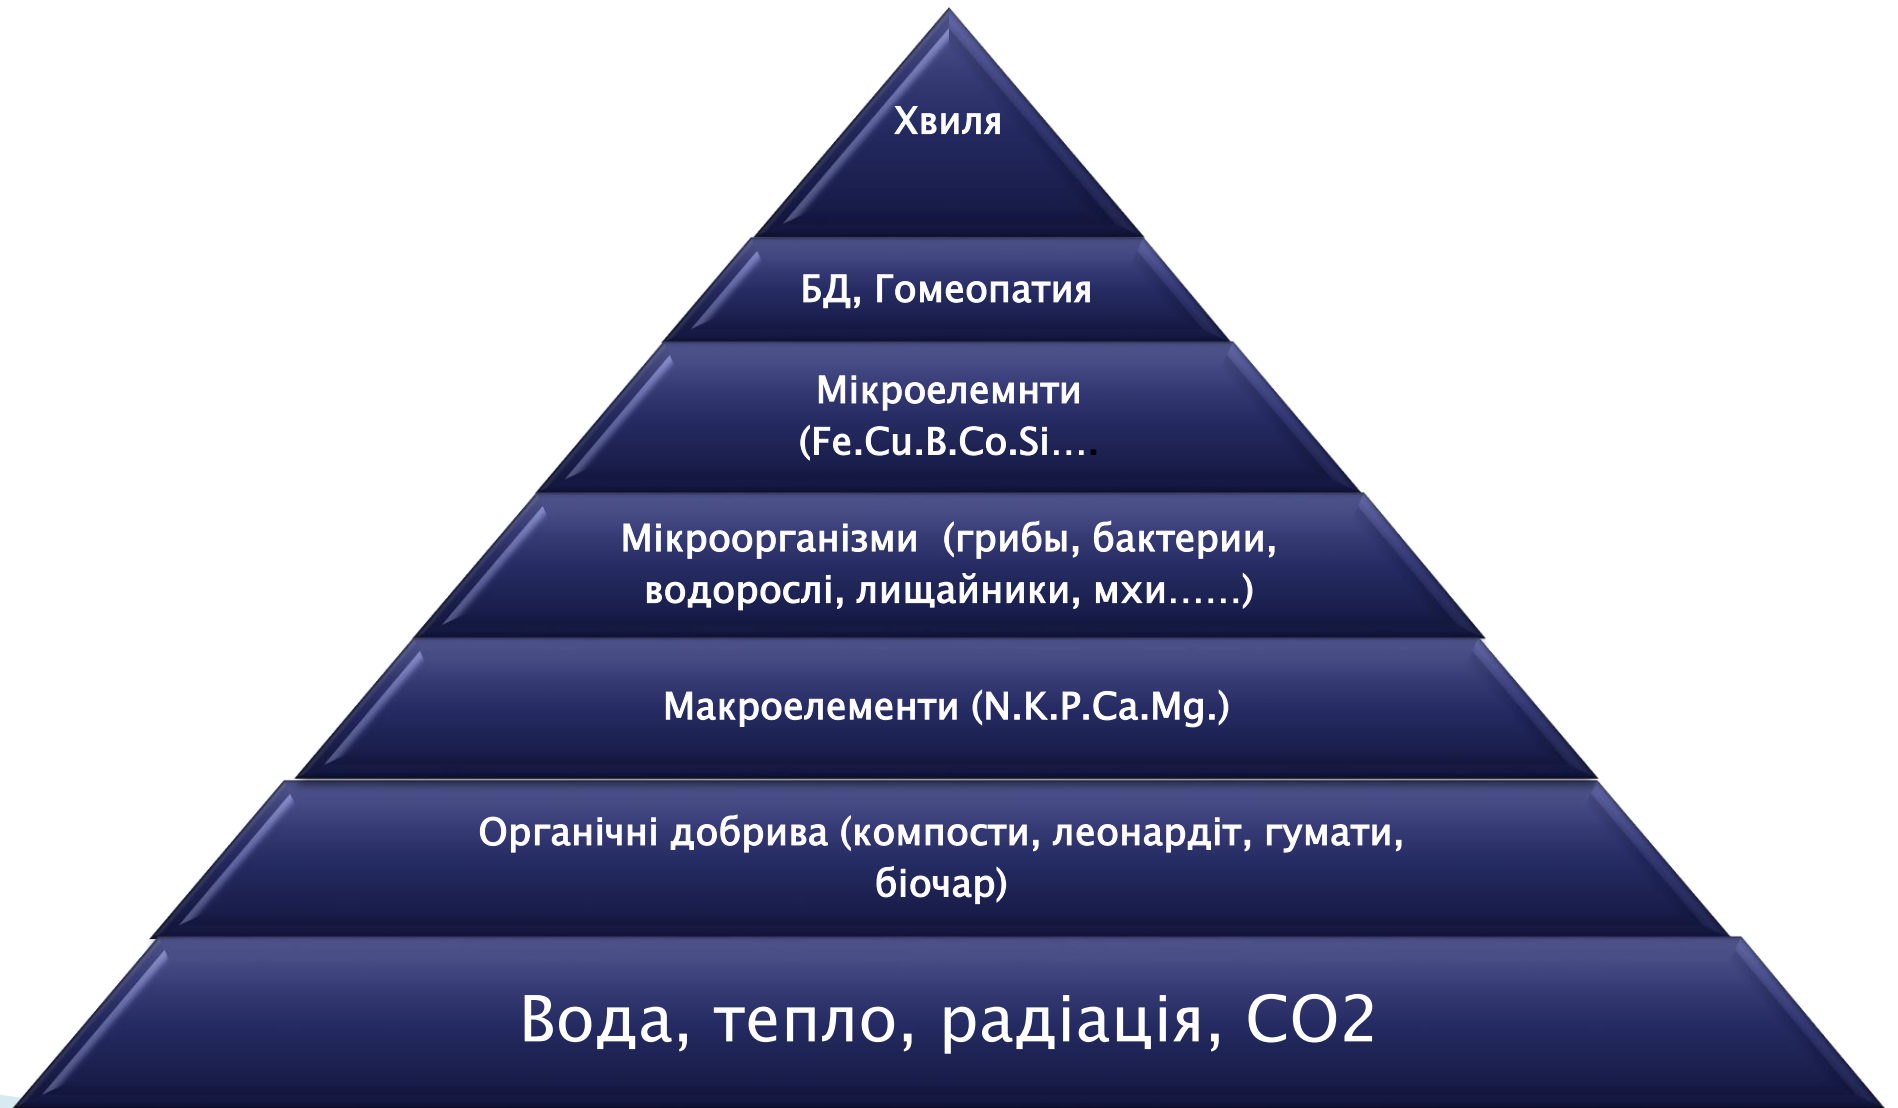 Хвиля
БД, Гомеопатия
Мікроелемнти
(Fe.Cu.B.Co.Si....
Мікроорганізми (грибы, бактерии,
водорослі, лищайники, мхи......)
Макроелементи (N.K.P.Ca.Mg.)
Органічні добрива (компости, леонардіт, гумати,
біочар)
Вода, тепло, радіація, СО2